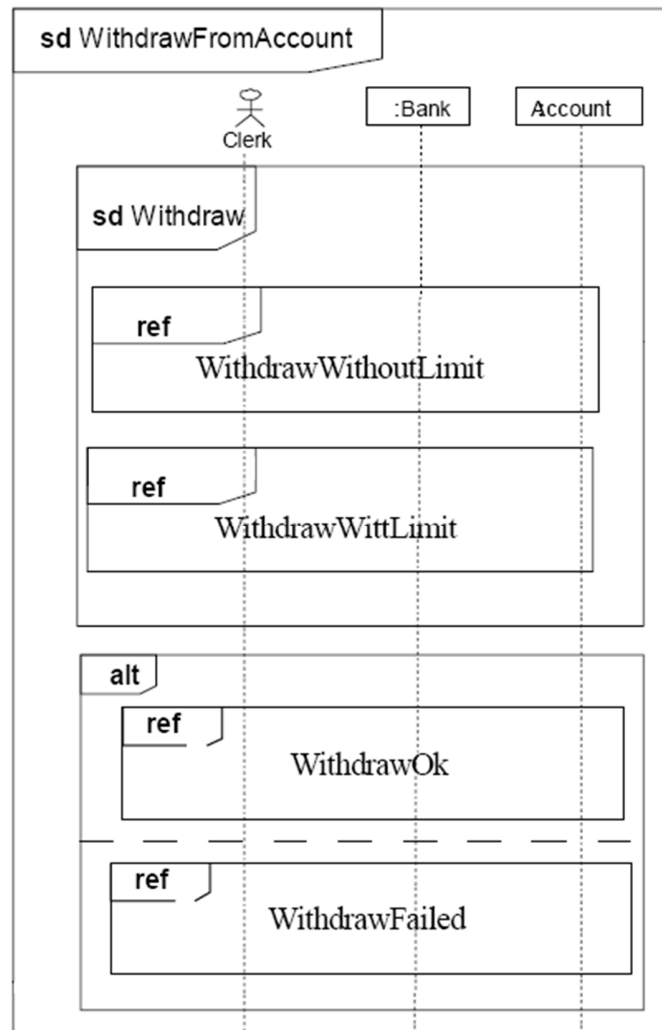 sd WithdrawFromAccount
Clerk
:Bank
Account
sd Withdraw
ref
WithdrawWithoutLimit
ref
WithdrawWittLimit
alt
ref
WithdrawOk
ref
WithdrawFailed